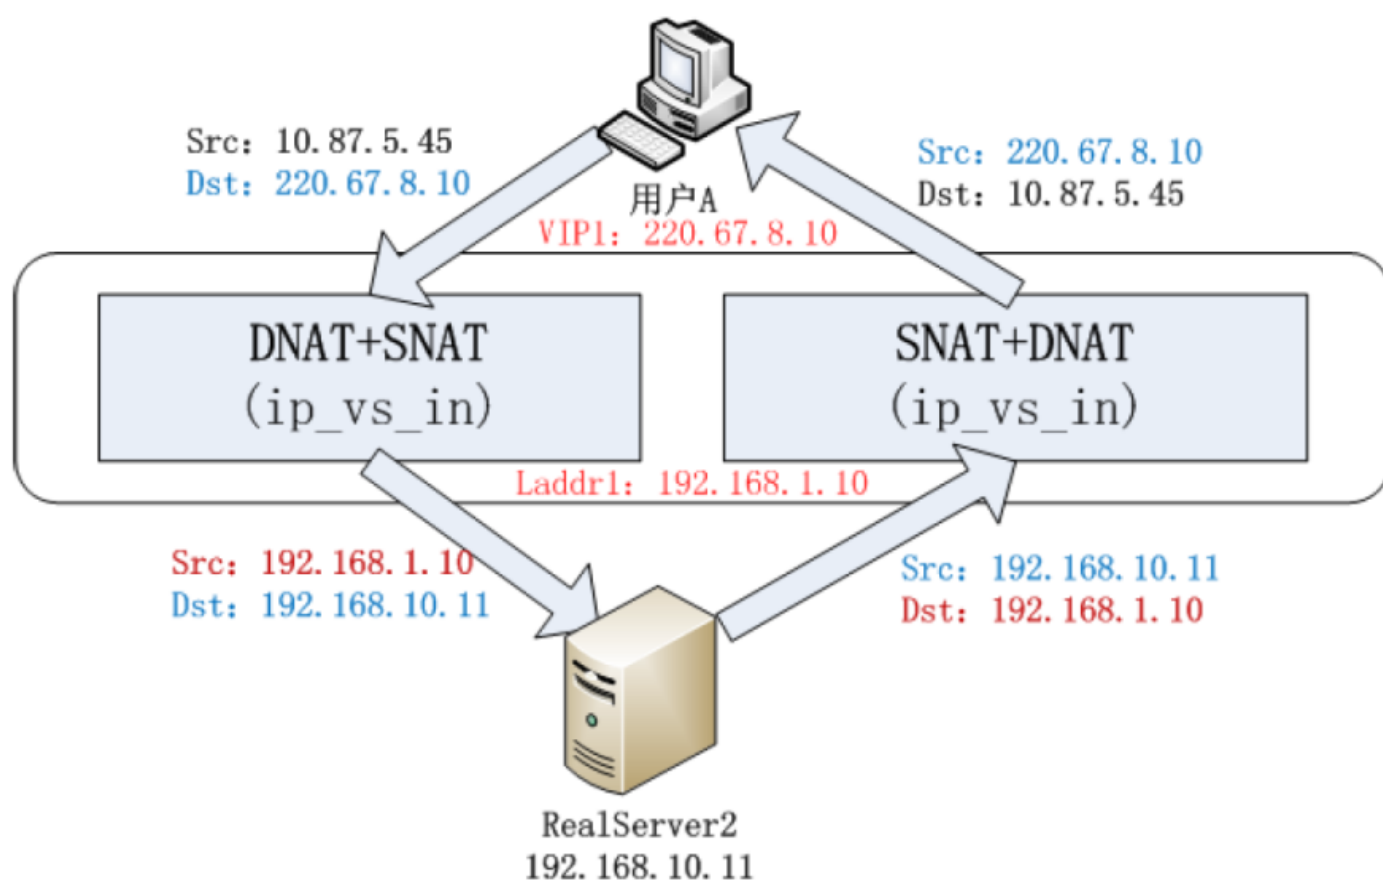 Src: 10.87.5.45
Dst: 220.67.8.10
用户A
Src: 220.67.8.10
Dst: 10.87.5.45
VIP1: 220.67.8.10
DNAT+SNAT
(ip_vs_in)
SNAT+DNAT
(ip_vs_in)
Laddr1: 192.168.1.10
Src: 192.168.1.10
Dst: 192.168.10.11
Src: 192.168.10.11
Dst: 192.168.1.10
RealServer2
192.168.10.11